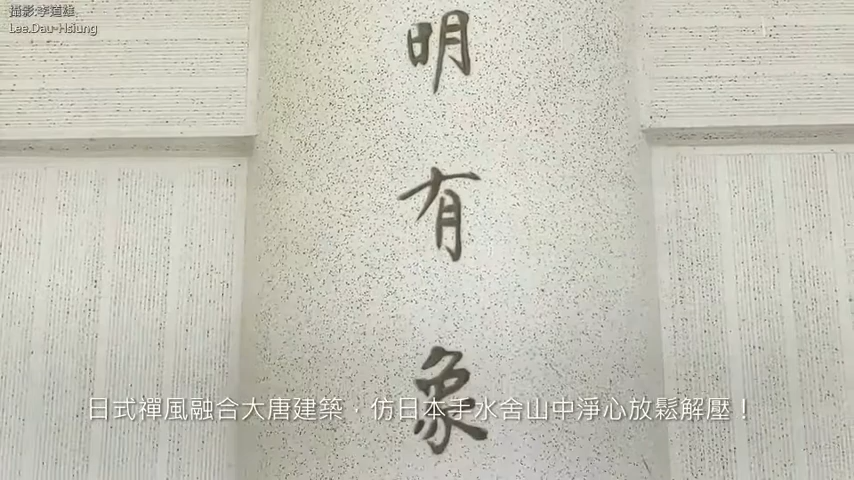 攝影:李道雄
Lee.Dau-Hsiung
明
有
象
日式禪風融合大唐建築，仿日本手水舍山中淨心放鬆解壓！